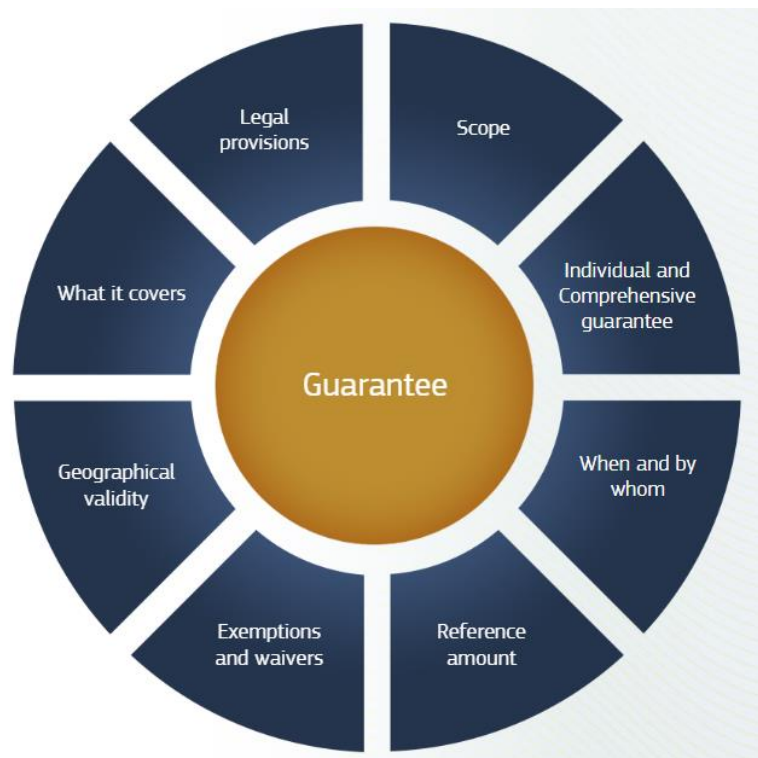 Legal
provisions
Scope
Individual and
Comprehensive
guarantee
When and by
whom
Reference
amount
Exemptions
and waivers
Geographical
validity
What it covers
Guarantee